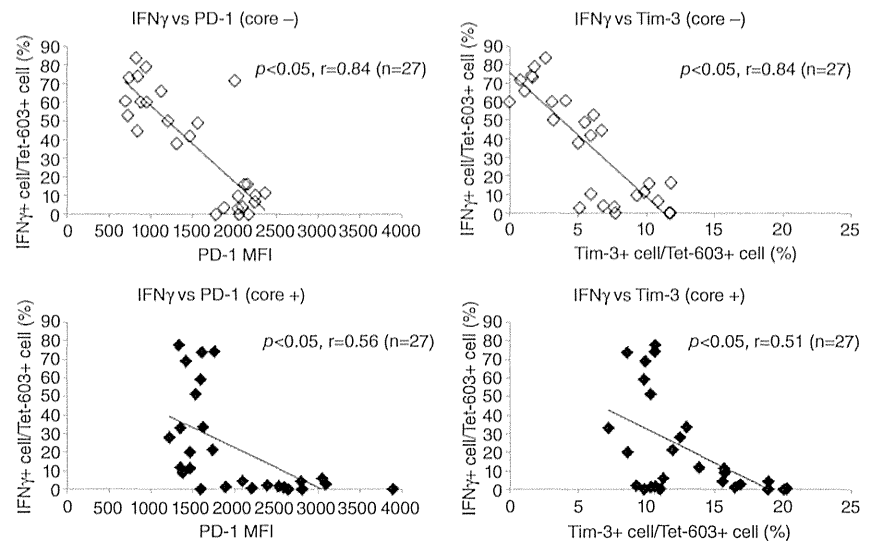 IFNγ vs PD-1 (core –)
p<0.05, r=0.84 (n=27)
IFNγ+ cell/Tet-603+ cell (%)
90
80
70
60
50
40
30
20
10
0
0 500 1000 1500 2000 2500 3000 3500 4000
PD-1 MFI
IFNγ vs Tim-3 (core –)
p<0.05, r=0.84 (n=27)
IFNγ+ cell/Tet-603+ cell (%)
90
80
70
60
50
40
30
20
10
0
0 5 10 15 20 25
Tim-3+ cell/Tet-603+ cell (%)
IFNγ vs PD-1 (core +)
p<0.05, r=0.56 (n=27)
IFNγ+ cell/Tet-603+ cell (%)
90
80
70
60
50
40
30
20
10
0
0 500 1000 1500 2000 2500 3000 3500 4000
PD-1 MFI
IFNγ vs Tim-3 (core +)
p<0.05, r=0.51 (n=27)
IFNγ+ cell/Tet-603+ cell (%)
90
80
70
60
50
40
30
20
10
0
0 5 10 15 20 25
Tim-3+ cell/Tet-603+ cell (%)